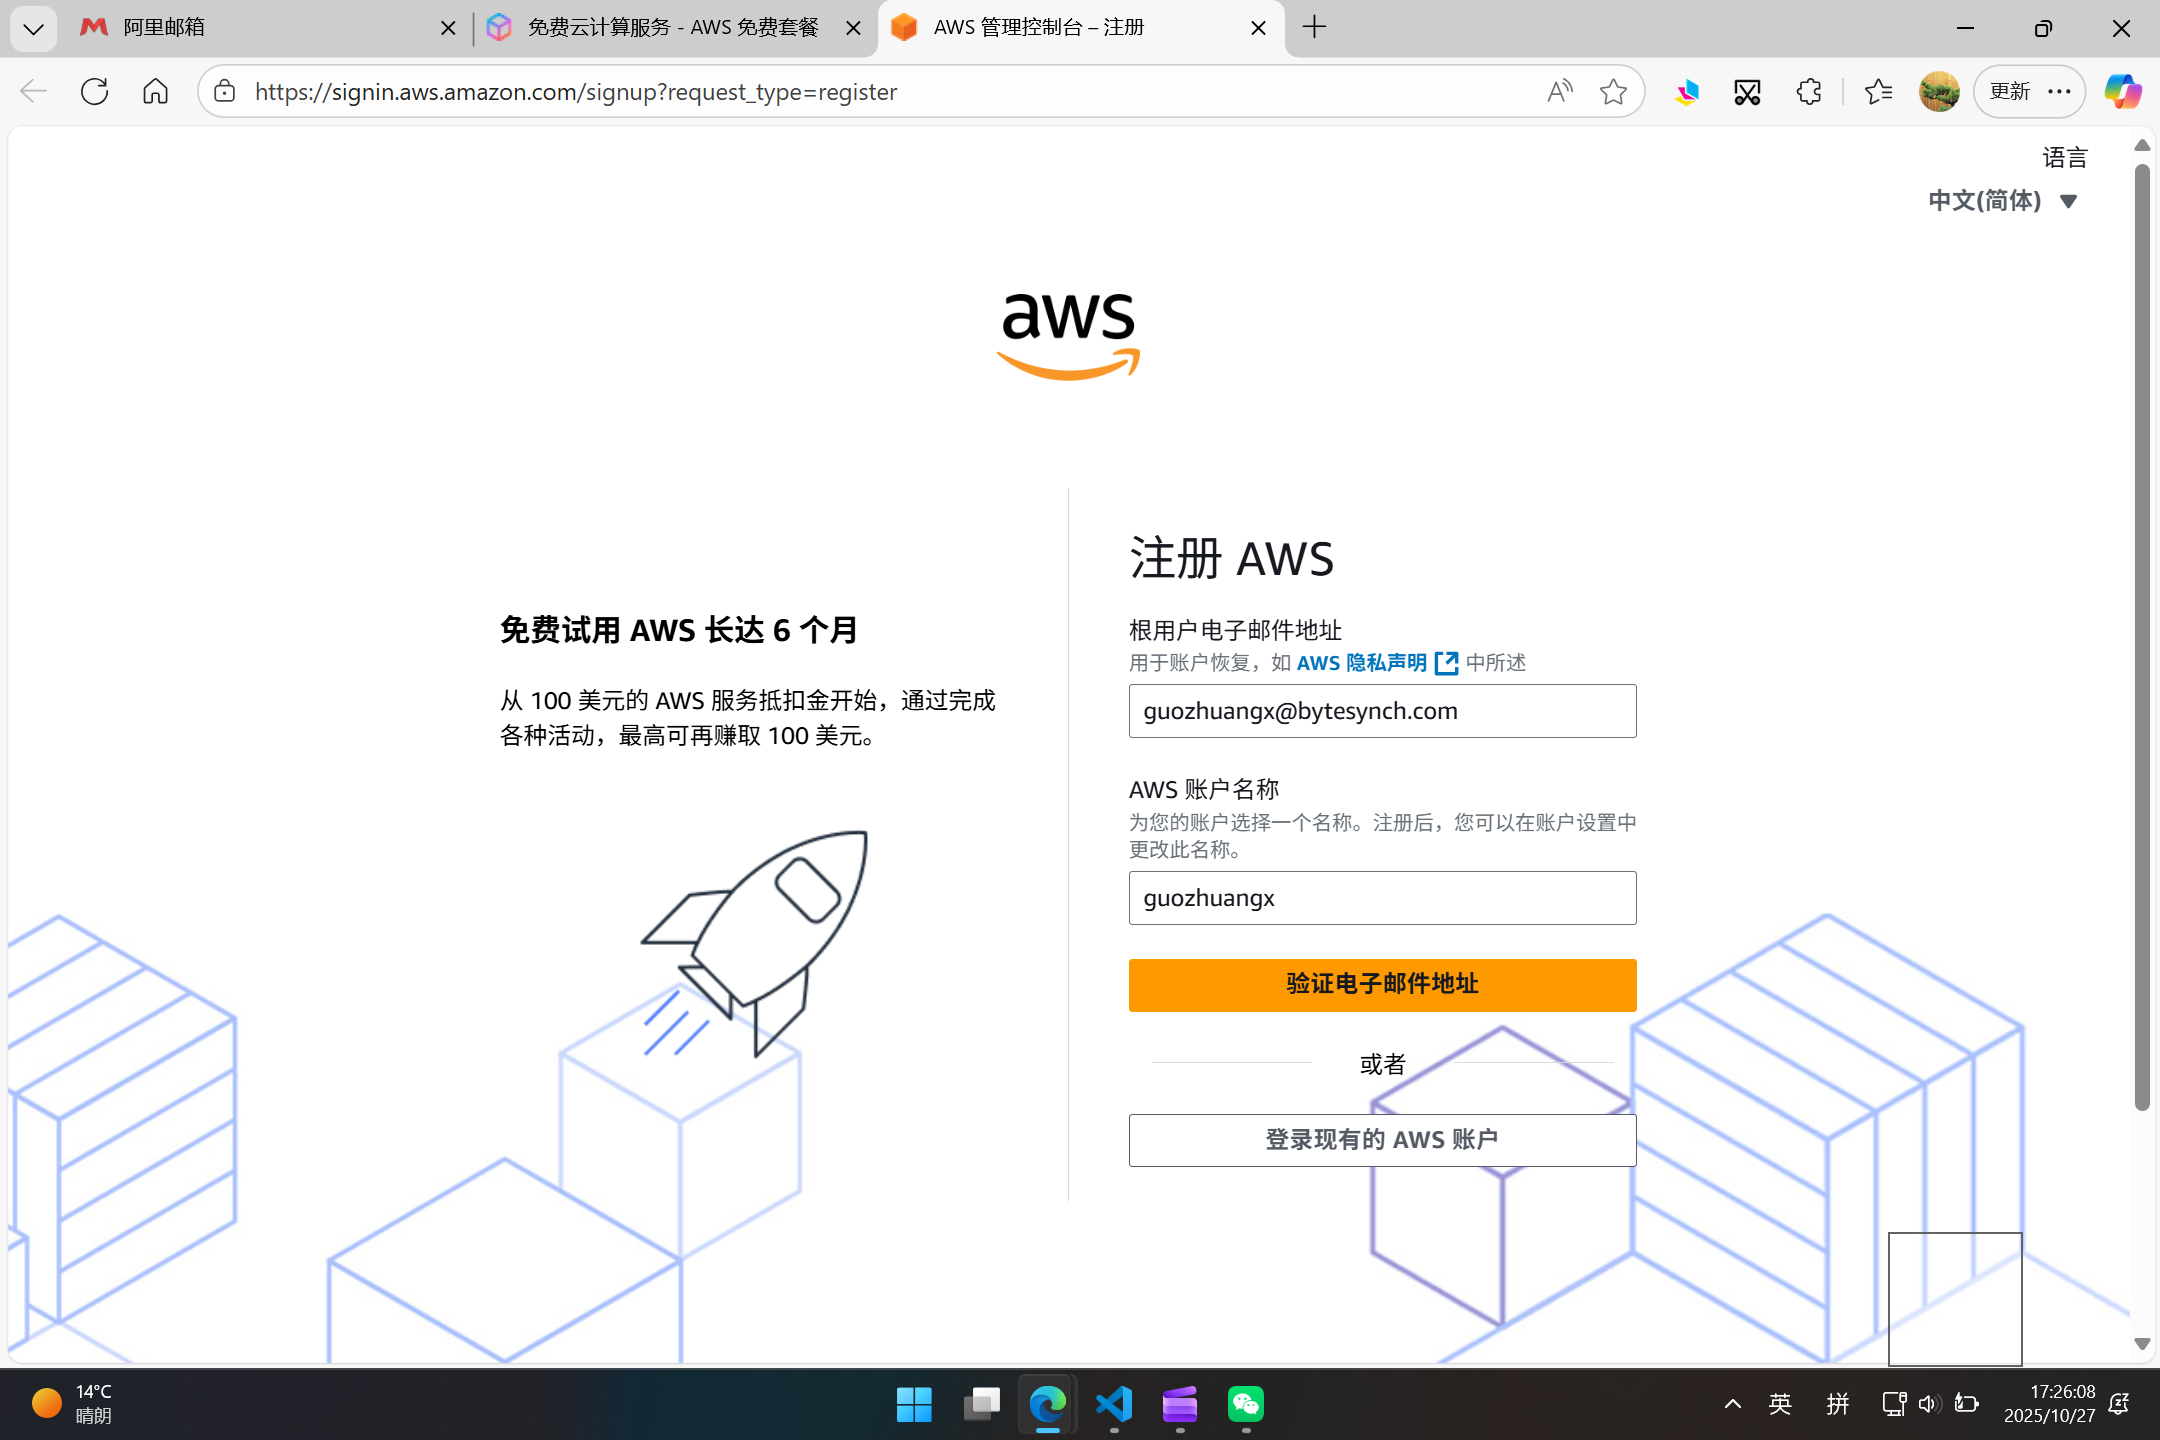 阿里邮箱
免费云计算服务 - AWS 免费套餐
AWS 管理控制台 – 注册
https://signin.aws.amazon.com/signup?request_type=register
更新
语言
中文(简体)
aws
注册 AWS
免费试用 AWS 长达 6 个月
从 100 美元的 AWS 服务抵扣金开始，通过完成
各种活动，最高可再赚取 100 美元。
根用户电子邮件地址
用于账户恢复，如 AWS 隐私声明 中所述
guozhuangx@bytesynch.com
AWS 账户名称
为您的账户选择一个名称。注册后，您可以在账户设置中
更改此名称。
guozhuangx
验证电子邮件地址
或者
登录现有的 AWS 账户
14°C
晴朗
英
拼
17:26:08
2025/10/27